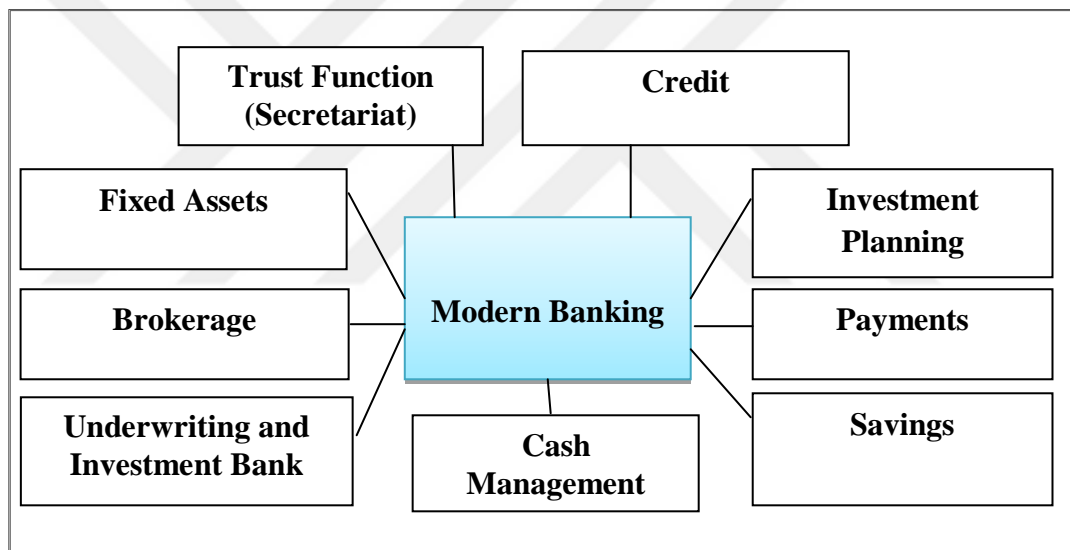 Trust Function
(Secretariat)
Credit
Fixed Assets
Investment
Planning
Brokerage
Modern Banking
Payments
Underwriting and
Investment Bank
Cash
Management
Savings